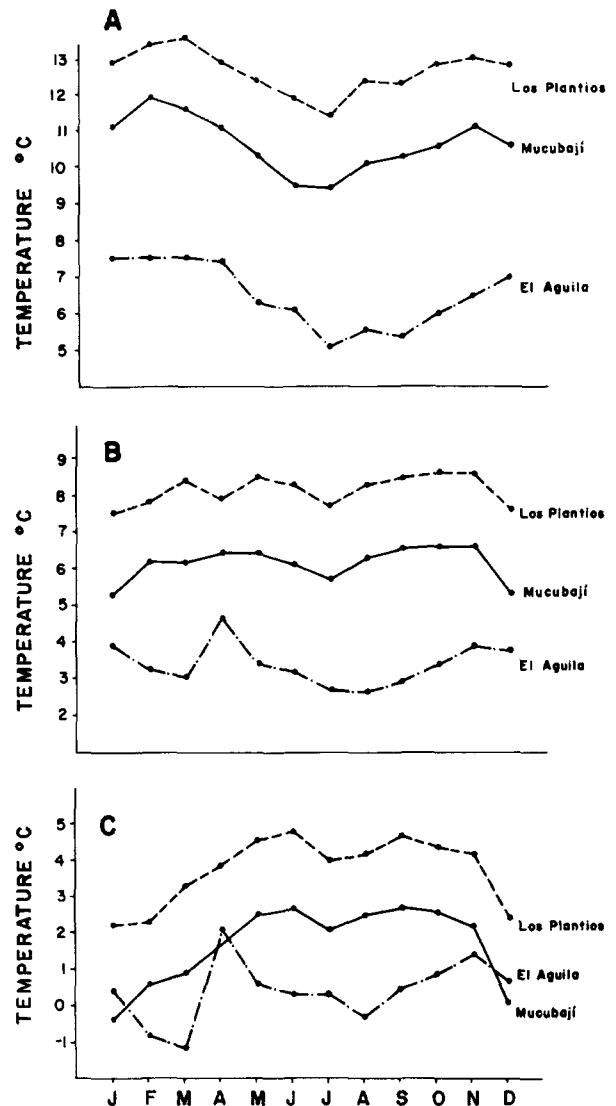 A
TEMPERATURE °C
13
12
11
10
9
8
7
6
5
Los Plantios
Mucubají
El Aguila
B
TEMPERATURE °C
9
8
7
6
5
4
3
2
Los Plantios
Mucubají
El Aguila
C
TEMPERATURE °C
5
4
3
2
1
0
-1
Los Plantios
El Aguila
Mucubají
J F M A M J J A S O N D